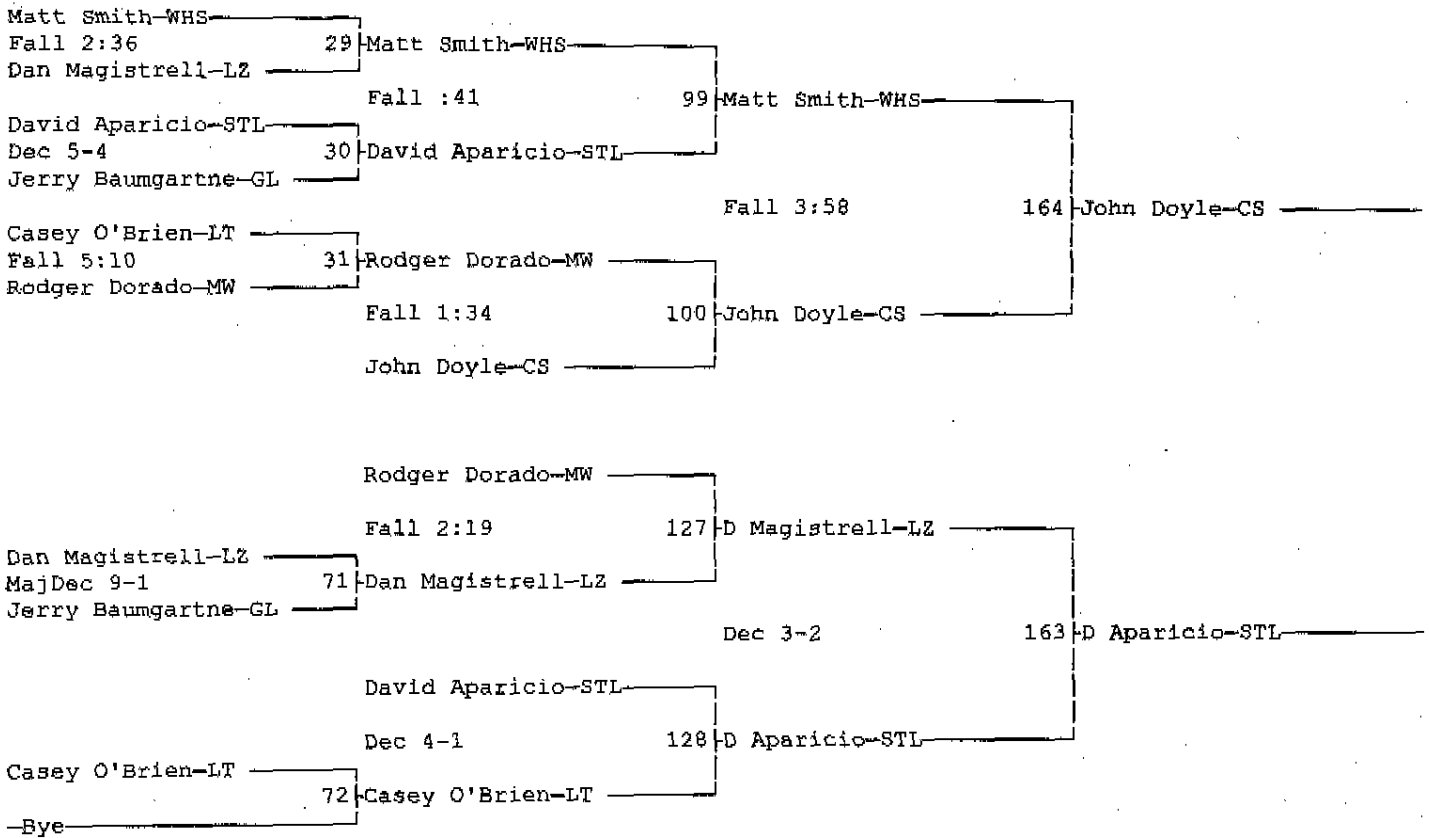 Matt Smith-WHS
Fall 2:36 29 Matt Smith-WHS
Dan Magistrell-LZ
Fall :41 99 Matt Smith-WHS
David Aparicio-STL
Dec 5-4 30 David Aparicio-STL
Jerry Baumgartne-GL
Fall 3:58 164 John Doyle-CS
Casey O'Brien-LT
Fall 5:10 31 Rodger Dorado-MW
Rodger Dorado-MW
Fall 1:34 100 John Doyle-CS
John Doyle-CS
Rodger Dorado-MW
Fall 2:19 127 D Magistrell-LZ
Dan Magistrell-LZ
MajDec 9-1 71 Dan Magistrell-LZ
Jerry Baumgartne-GL
Dec 3-2 163 D Aparicio-STL
David Aparicio-STL
Dec 4-1 128 D Aparicio-STL
Casey O'Brien-LT
72 Casey O'Brien-LT
-Bye